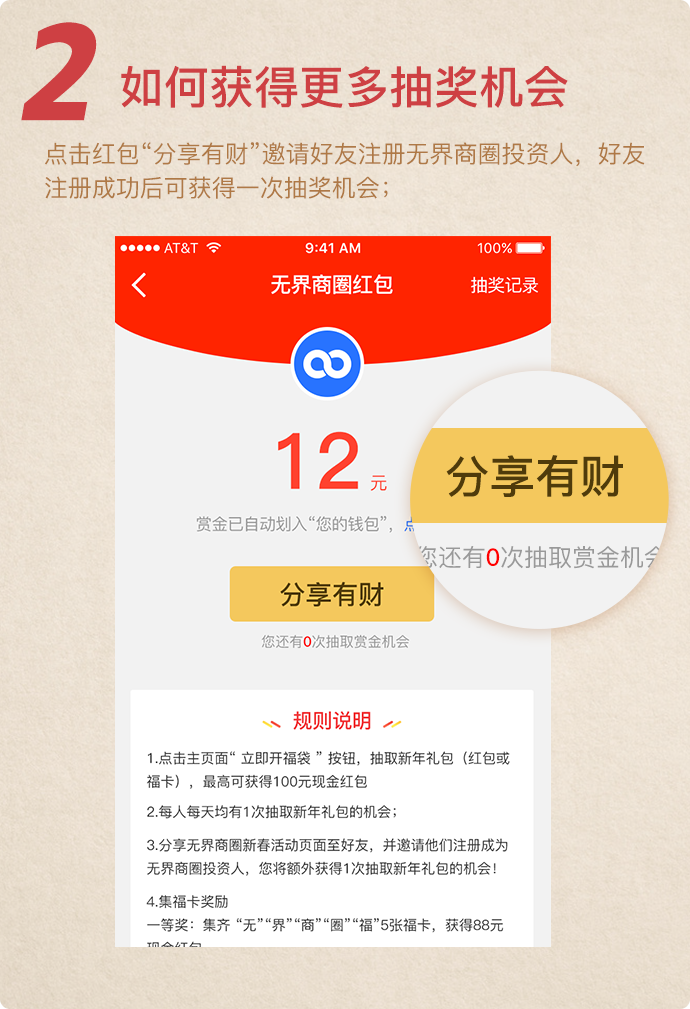 2 如何获得更多抽奖机会
点击红包“分享有财”邀请好友注册无界商圈投资人，好友
注册成功后可获得一次抽奖机会；
AT&T 9:41 AM 100%
无界商圈红包 抽奖记录
12元
赏金已自动划入“您的钱包”，点
分享有财
您还有0次抽取赏金机会
分享有财
您还有0次抽取赏金机会
规则说明
1.点击主页面“ 立即开福袋 ” 按钮，抽取新年礼包（红包或
福卡），最高可获得100元现金红包
2.每人每天均有1次抽取新年礼包的机会；
3.分享无界商圈新春活动页面至好友，并邀请他们注册成为
无界商圈投资人，您将额外获得1次抽取新年礼包的机会！
4.集福卡奖励
一等奖：集齐 “无”“界”“商”“圈”“福”5张福卡，获得88元
现金红包